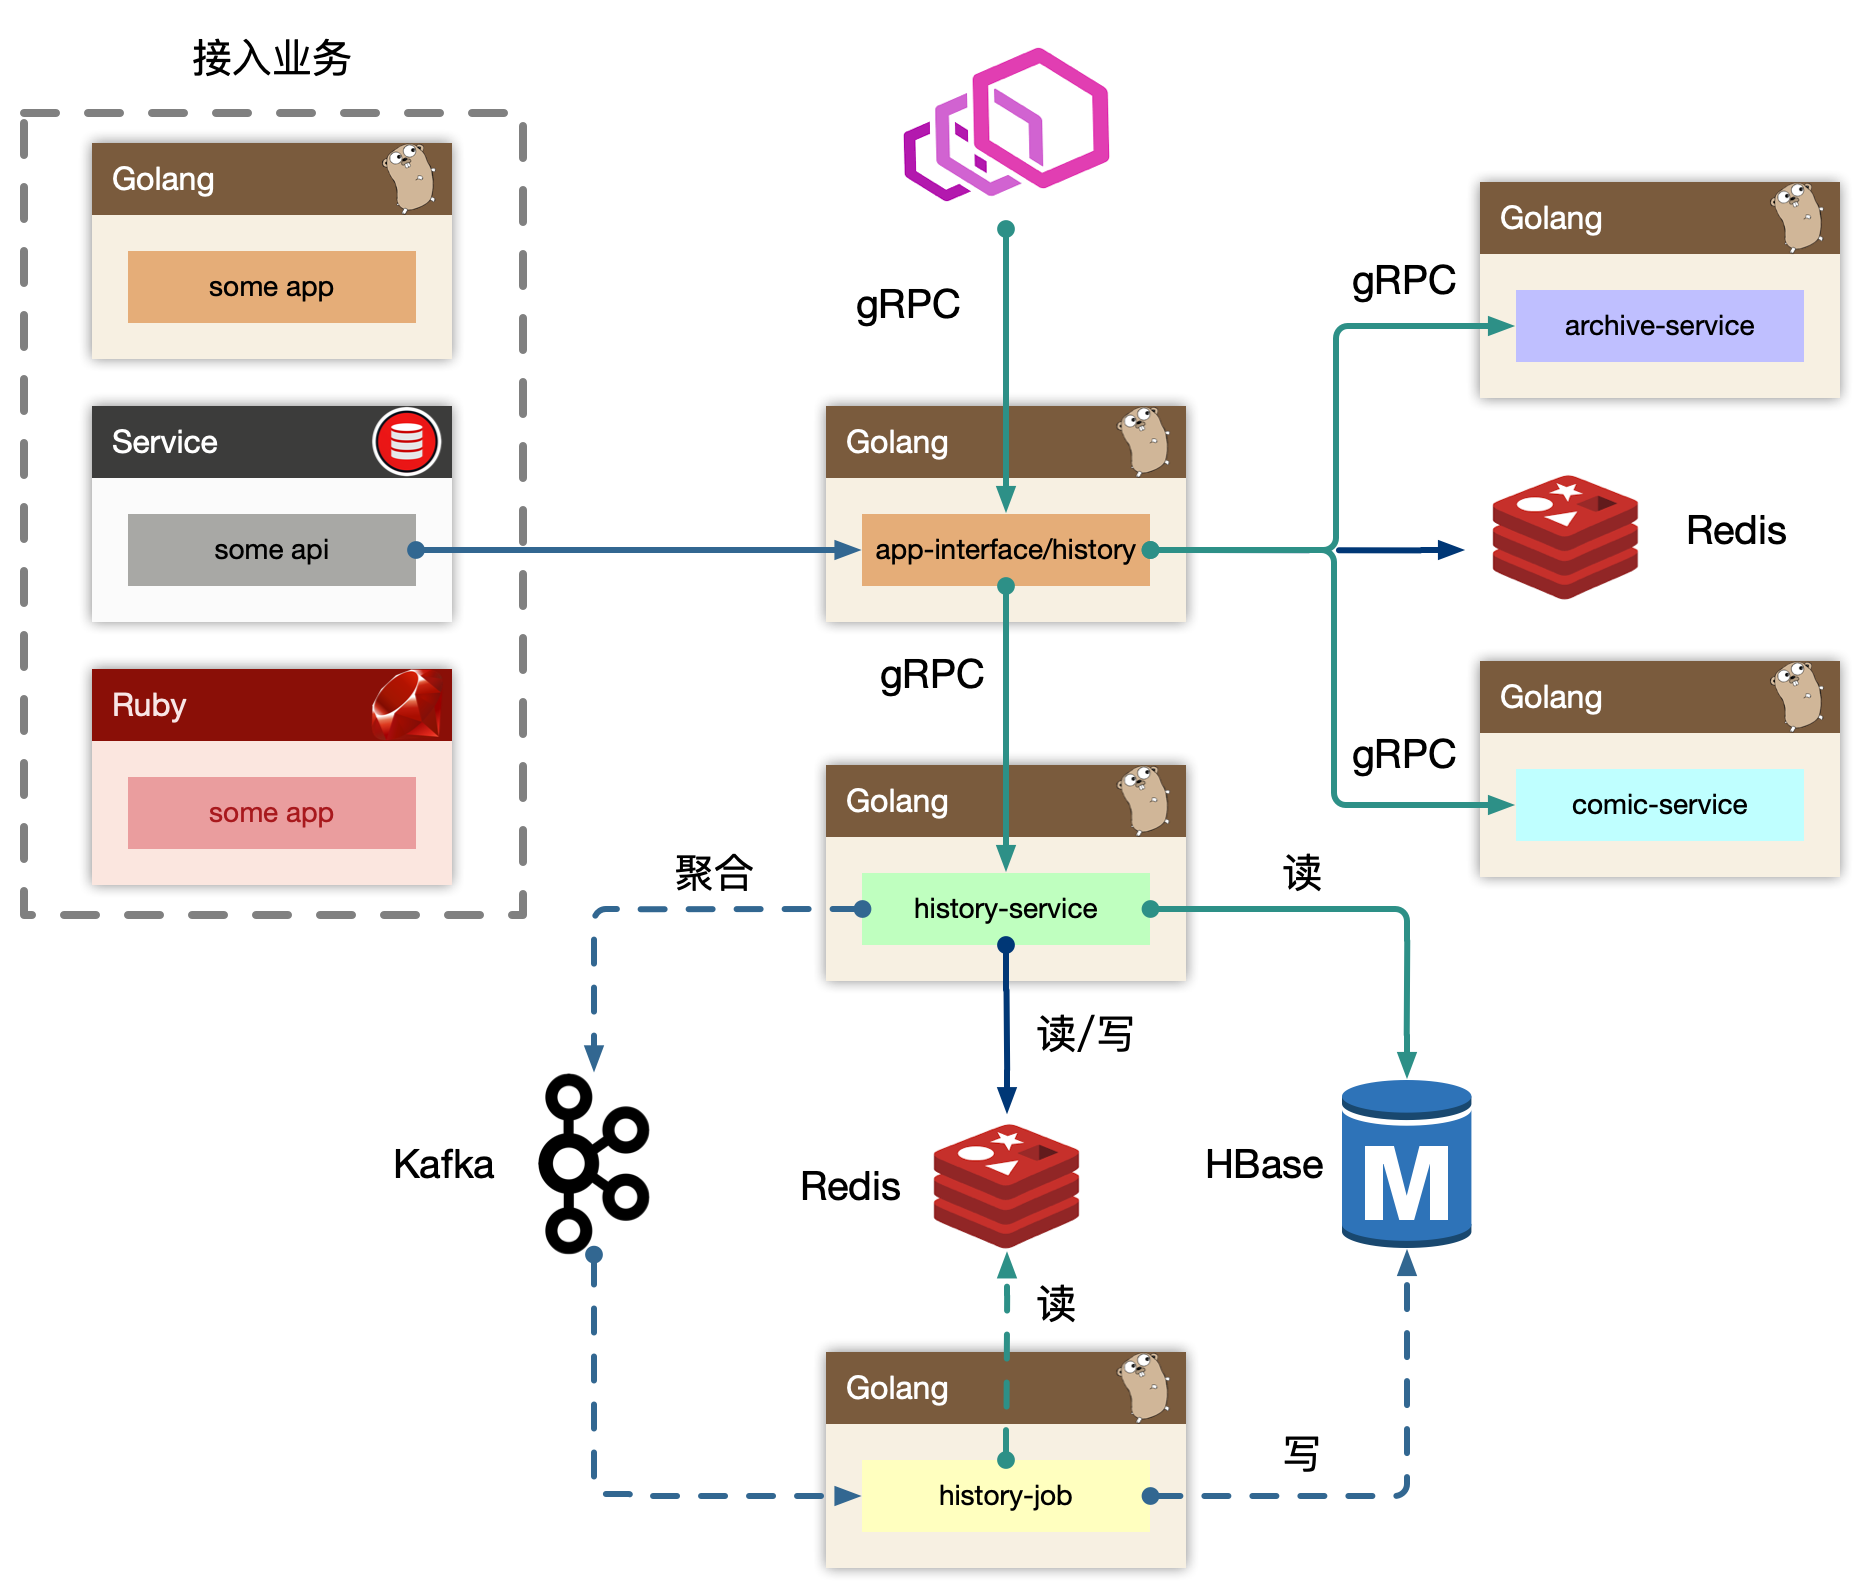 接入业务
Golang
some app
Service
some api
Ruby
some app
gRPC
Golang
app-interface/history
gRPC
Golang
archive-service
Redis
gRPC
Golang
comic-service
gRPC
Golang
history-service
聚合
读
读/写
Kafka
Redis
HBase
M
读
Golang
history-job
写